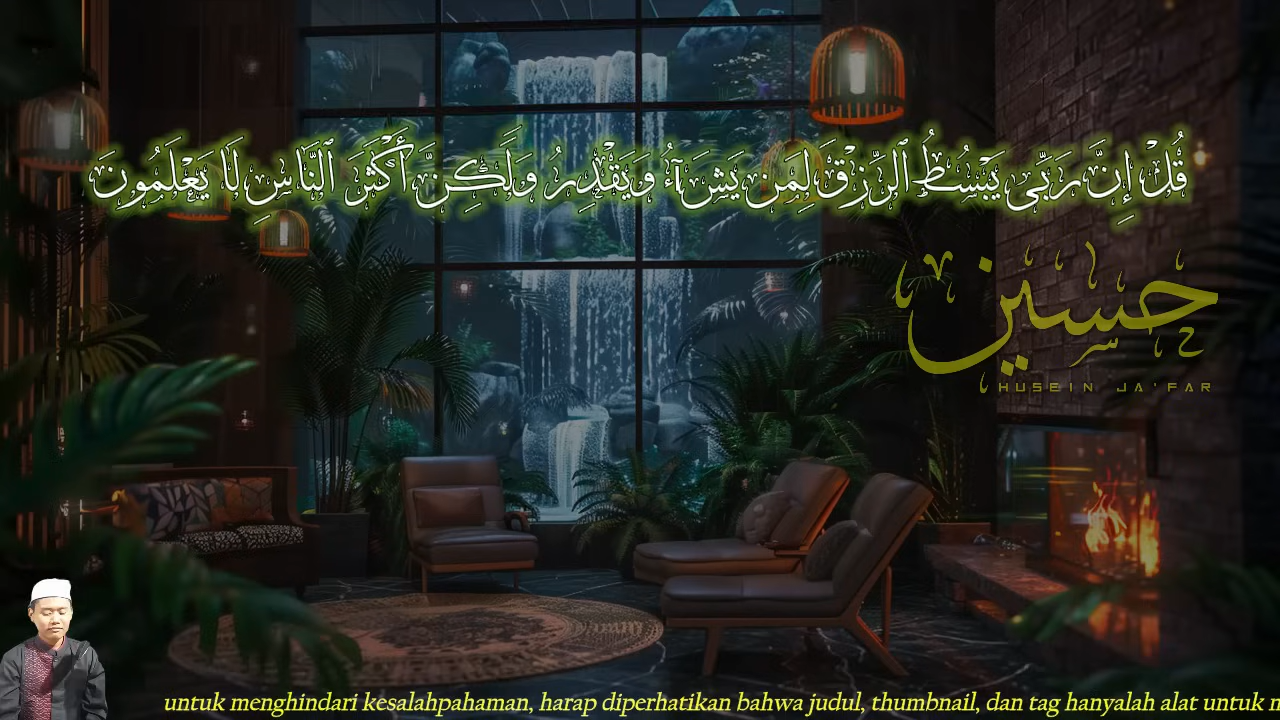 قُلْ إِنَّ رَبِّى يَبْسُطُ ٱلرِّزْقَ لِمَن يَشَآءُ وَيَقْدِرُ وَلَـٰكِنَّ أَكْثَرَ ٱلنَّاسِ لَا يَعْلَمُونَ
حسين
HUSEIN JA'FAR
untuk menghindari kesalahpahaman, harap diperhatikan bahwa judul, thumbnail, dan tag hanyalah alat untuk